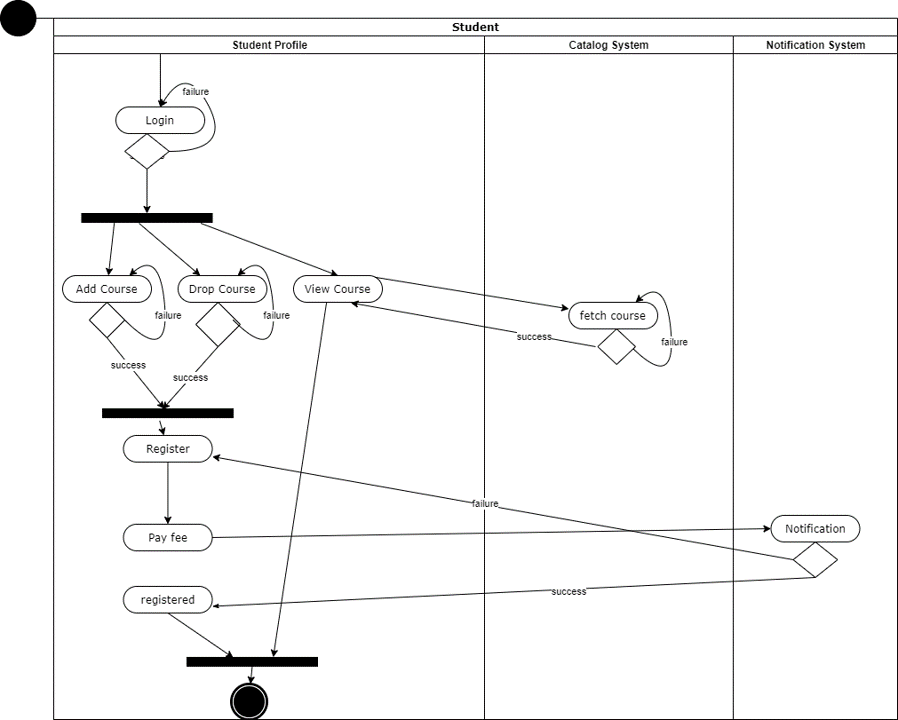 Student
Student Profile
Catalog System
Notification System
failure
Login
Add Course
Drop Course
View Course
fetch course
failure
failure
success
failure
success
success
Register
failure
Notification
Pay fee
success
registered